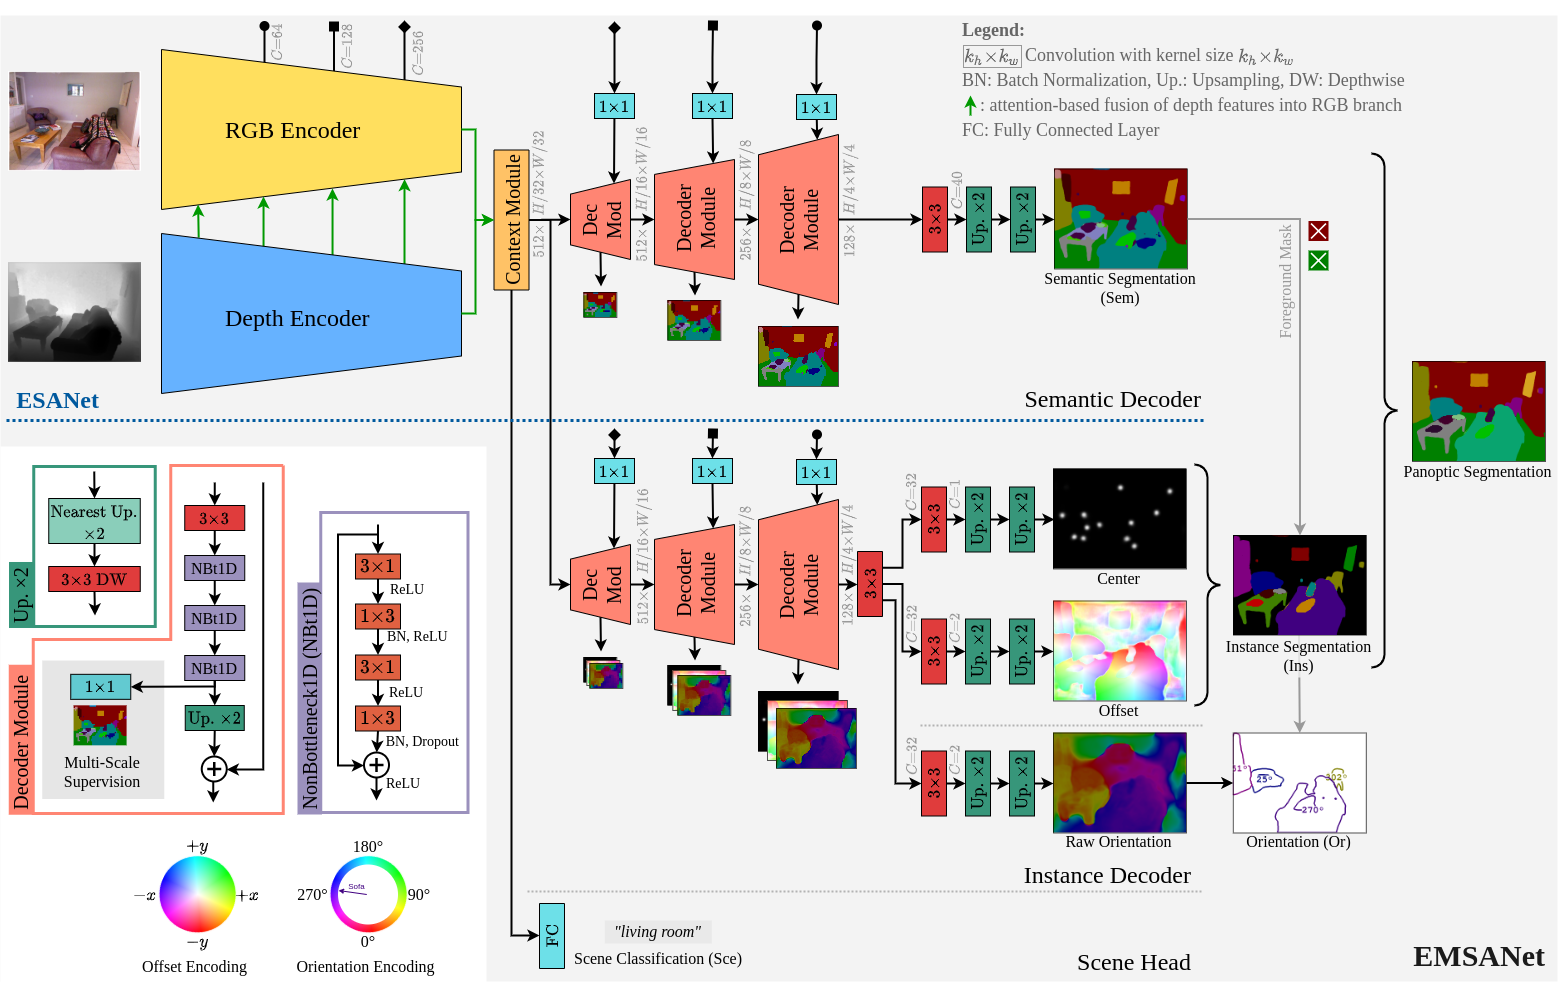 Legend:
k_h×k_w Convolution with kernel size k_h×k_w
BN: Batch Normalization, Up.: Upsampling, DW: Depthwise
: attention-based fusion of depth features into RGB branch
FC: Fully Connected Layer
C=64
C=128
C=256
RGB Encoder
Depth Encoder
Context Module
512× H/32×W/32
1×1
1×1
1×1
Dec
Mod
512× H/16×W/16
Decoder
Module
256× H/8×W/8
Decoder
Module
128× H/4×W/4
3×3
C=40
Up. ×2
Up. ×2
Semantic Segmentation
(Sem)
Foreground Mask
ESANet
Semantic Decoder
Panoptic Segmentation
1×1
1×1
1×1
Dec
Mod
512× H/16×W/16
Decoder
Module
256× H/8×W/8
Decoder
Module
128× H/4×W/4
3×3
C=32
3×3
C=1
Up. ×2
Up. ×2
Center
C=32
3×3
C=2
Up. ×2
Up. ×2
Offset
Instance Segmentation
(Ins)
C=32
3×3
C=2
Up. ×2
Up. ×2
Raw Orientation
51°
25°
302°
270°
Orientation (Or)
Instance Decoder
FC
"living room"
Scene Classification (Sce)
Scene Head
EMSANet
Up. ×2
Nearest Up.
×2
3×3 DW
Decoder Module
3×3
NBt1D
NBt1D
NBt1D
1×1
Up. ×2
Multi-Scale
Supervision
NonBottleneck1D (NBt1D)
3×1
ReLU
1×3
BN, ReLU
3×1
ReLU
1×3
BN, Dropout
ReLU
+y
−x
+x
−y
Offset Encoding
180°
270°
Sofa
90°
0°
Orientation Encoding